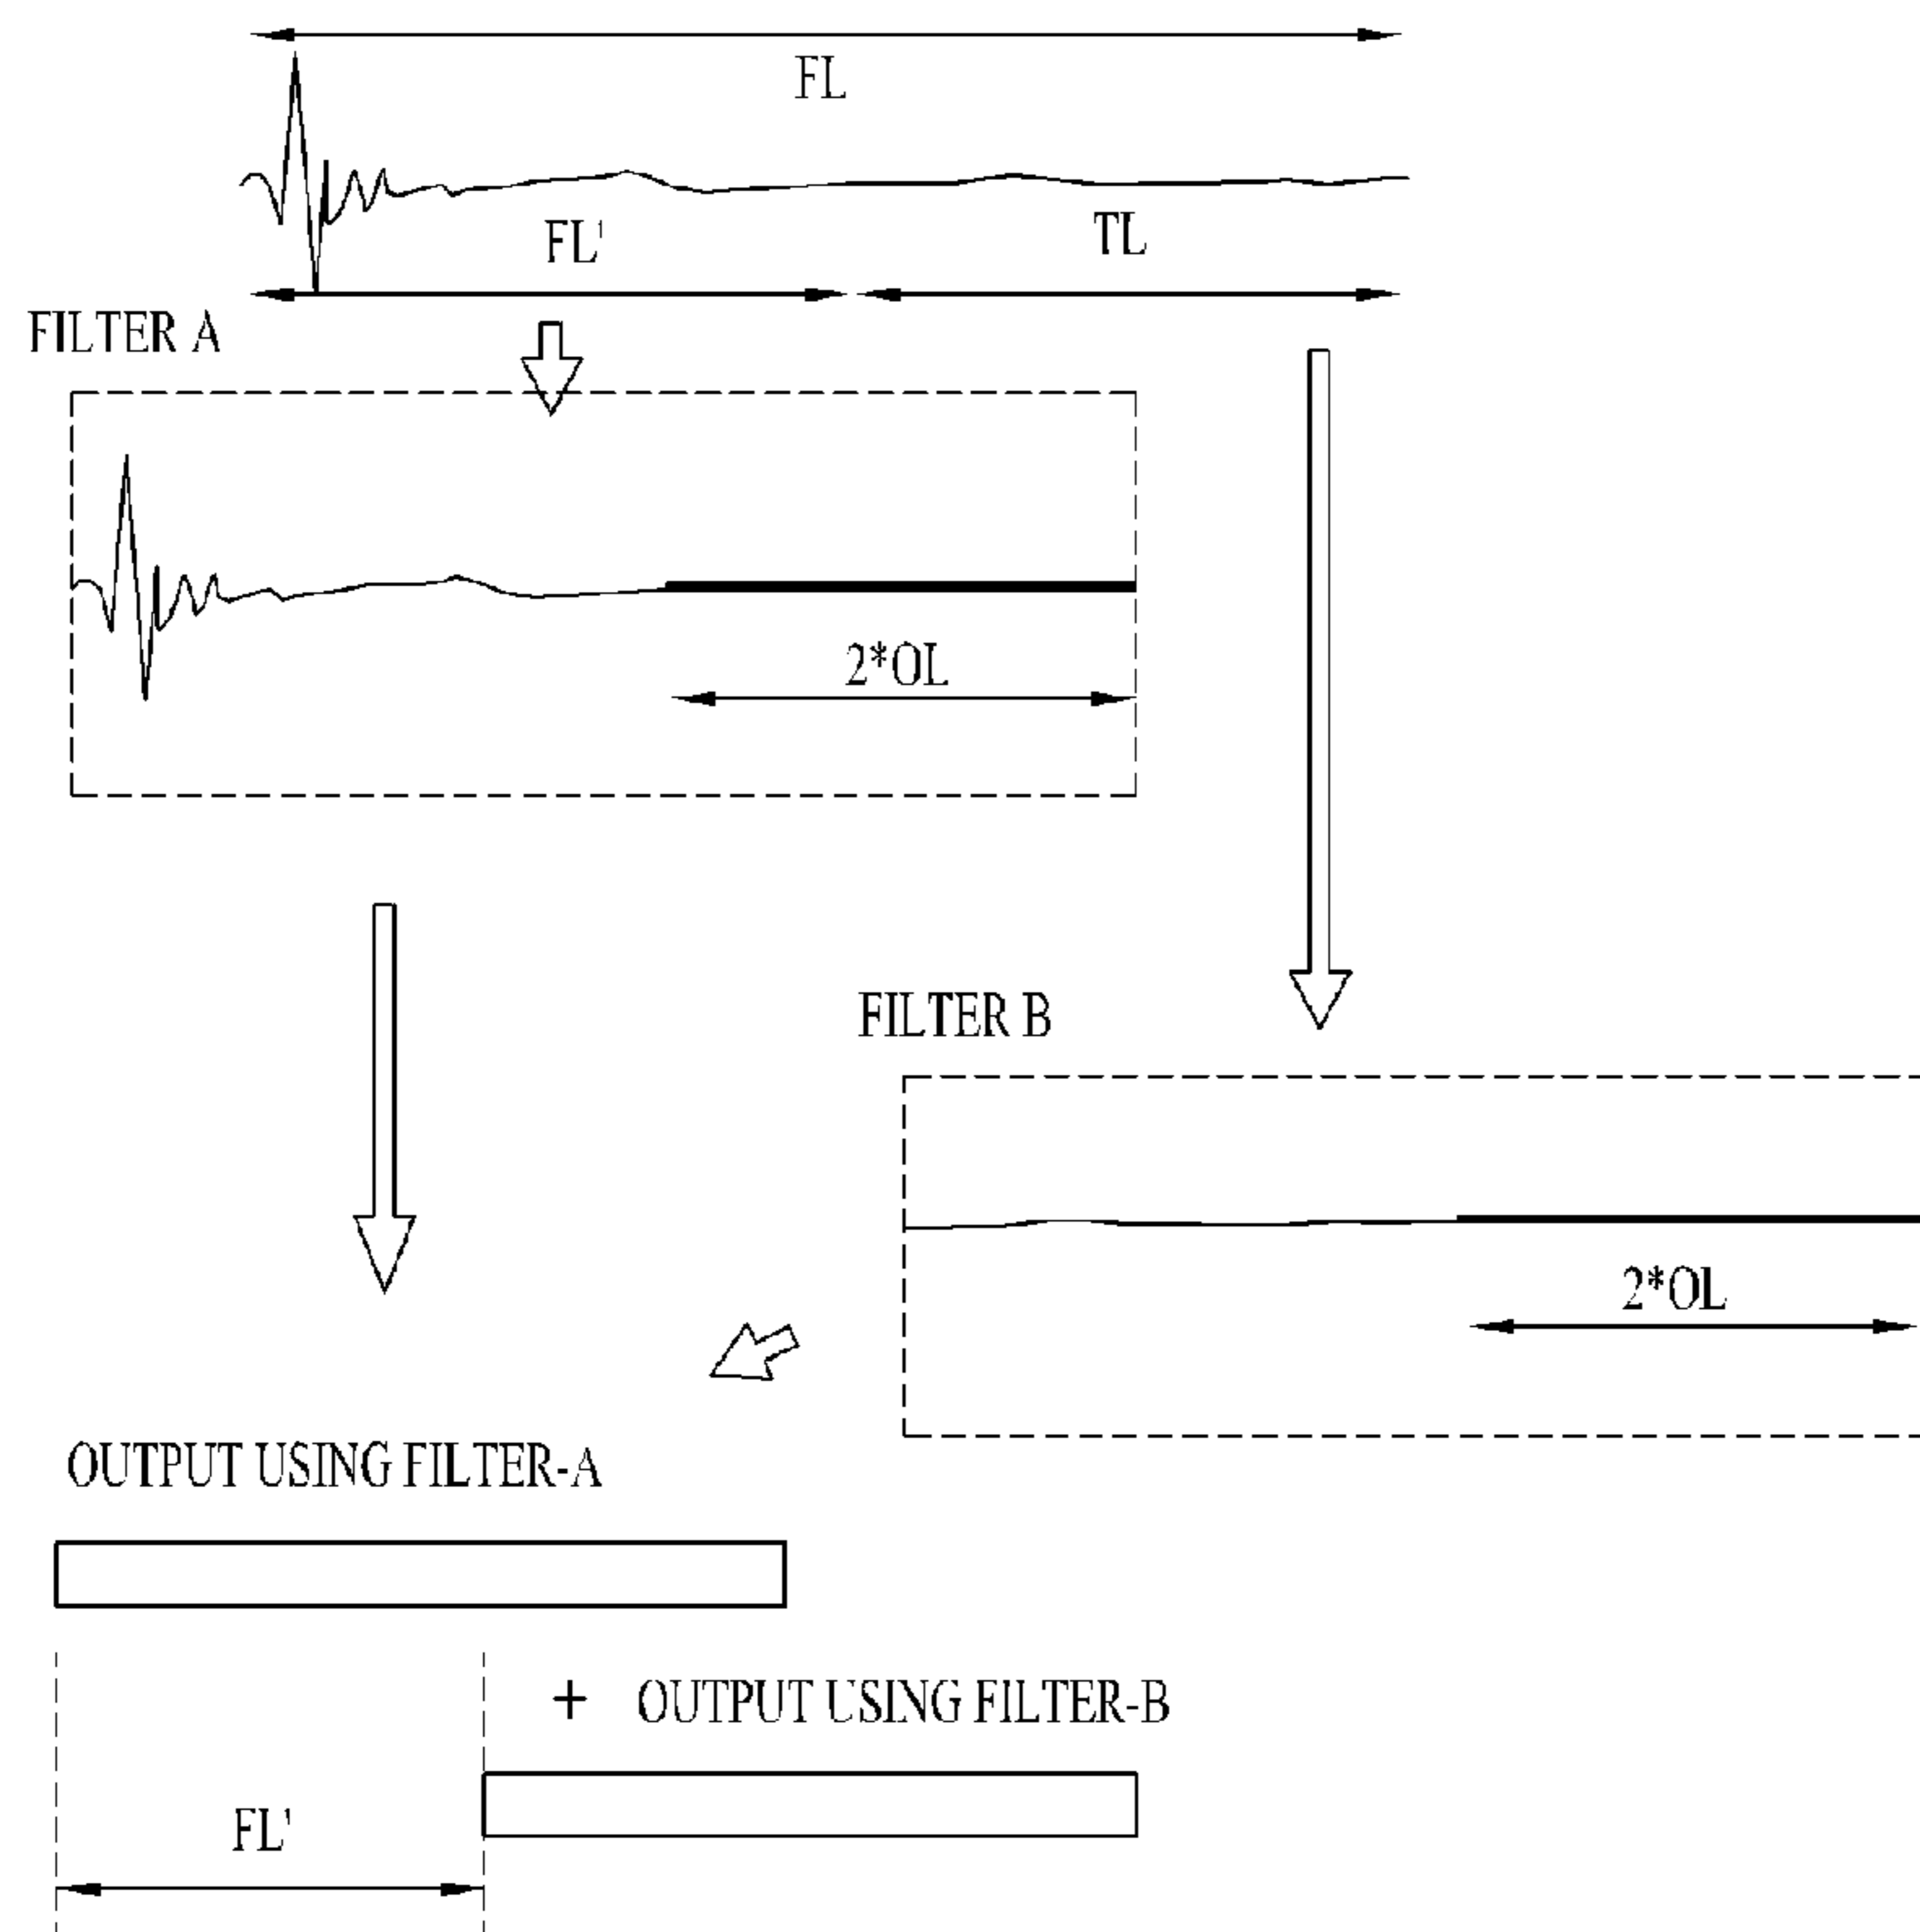 FL
FL'
TL
FILTER A
2*OL
FILTER B
2*OL
OUTPUT USING FILTER-A
+ OUTPUT USING FILTER-B
FL'